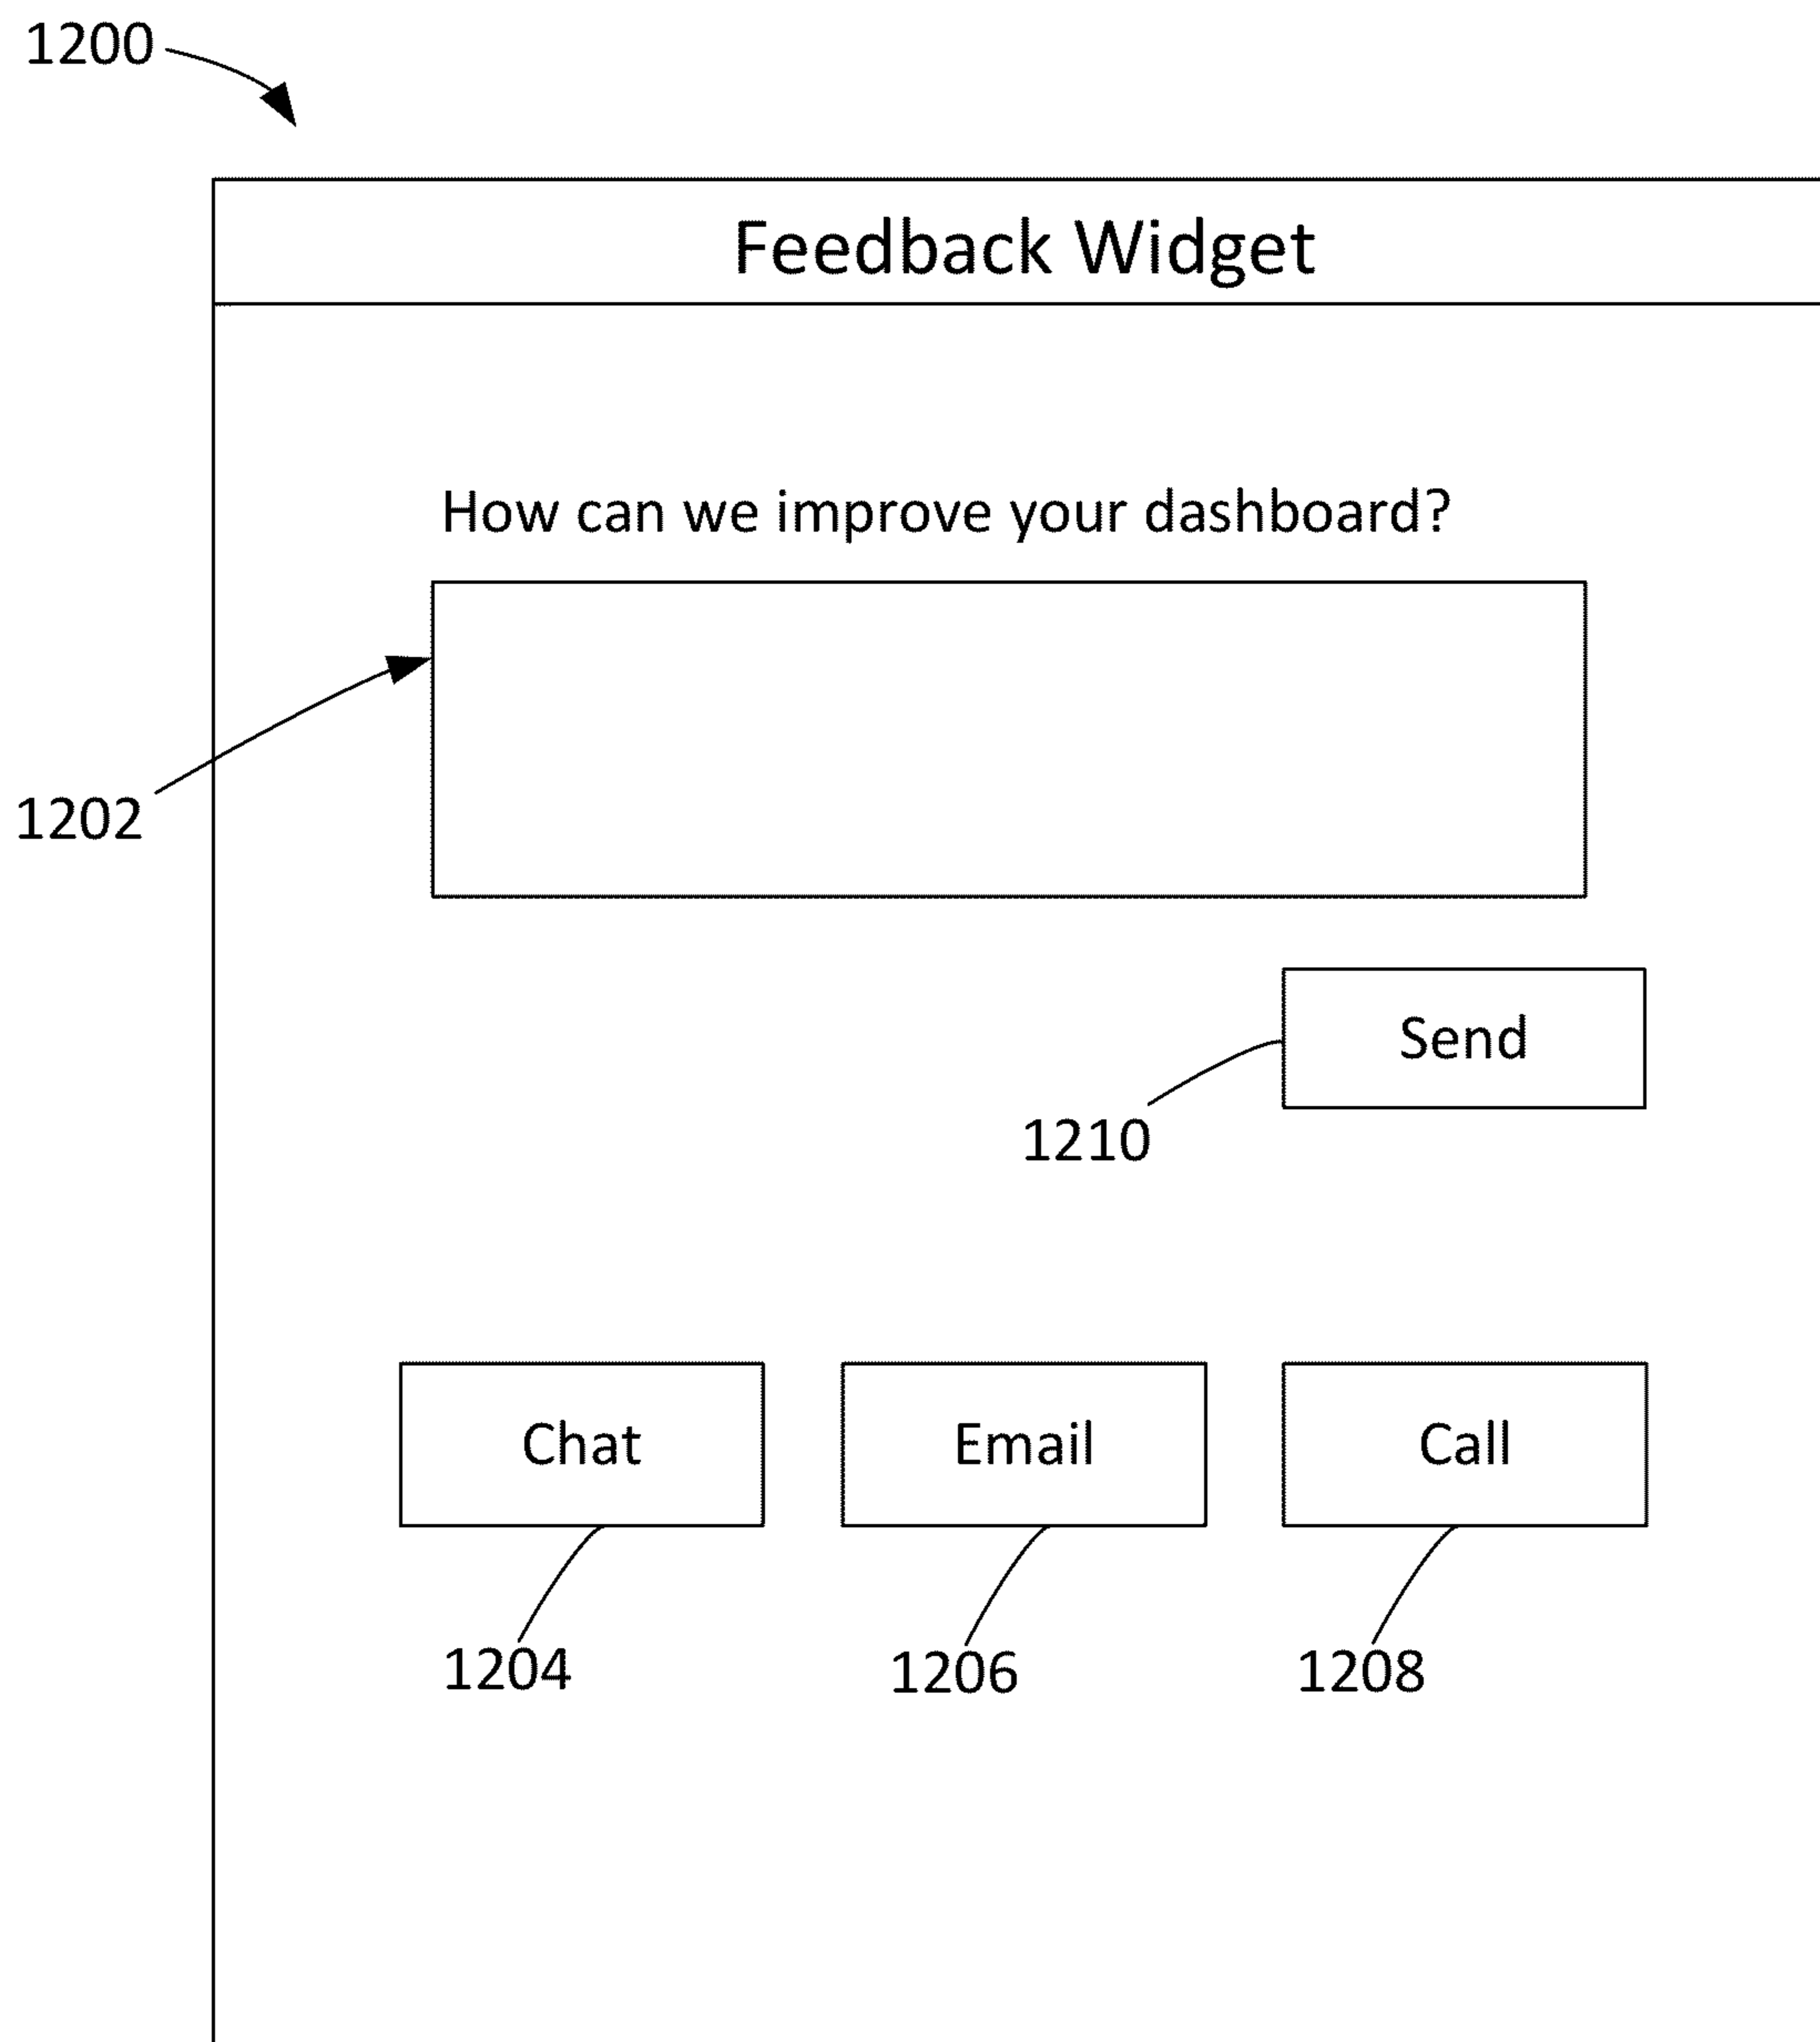 1200
Feedback Widget
How can we improve your dashboard?
1202
Send
1210
Chat Email Call
1204 1206 1208